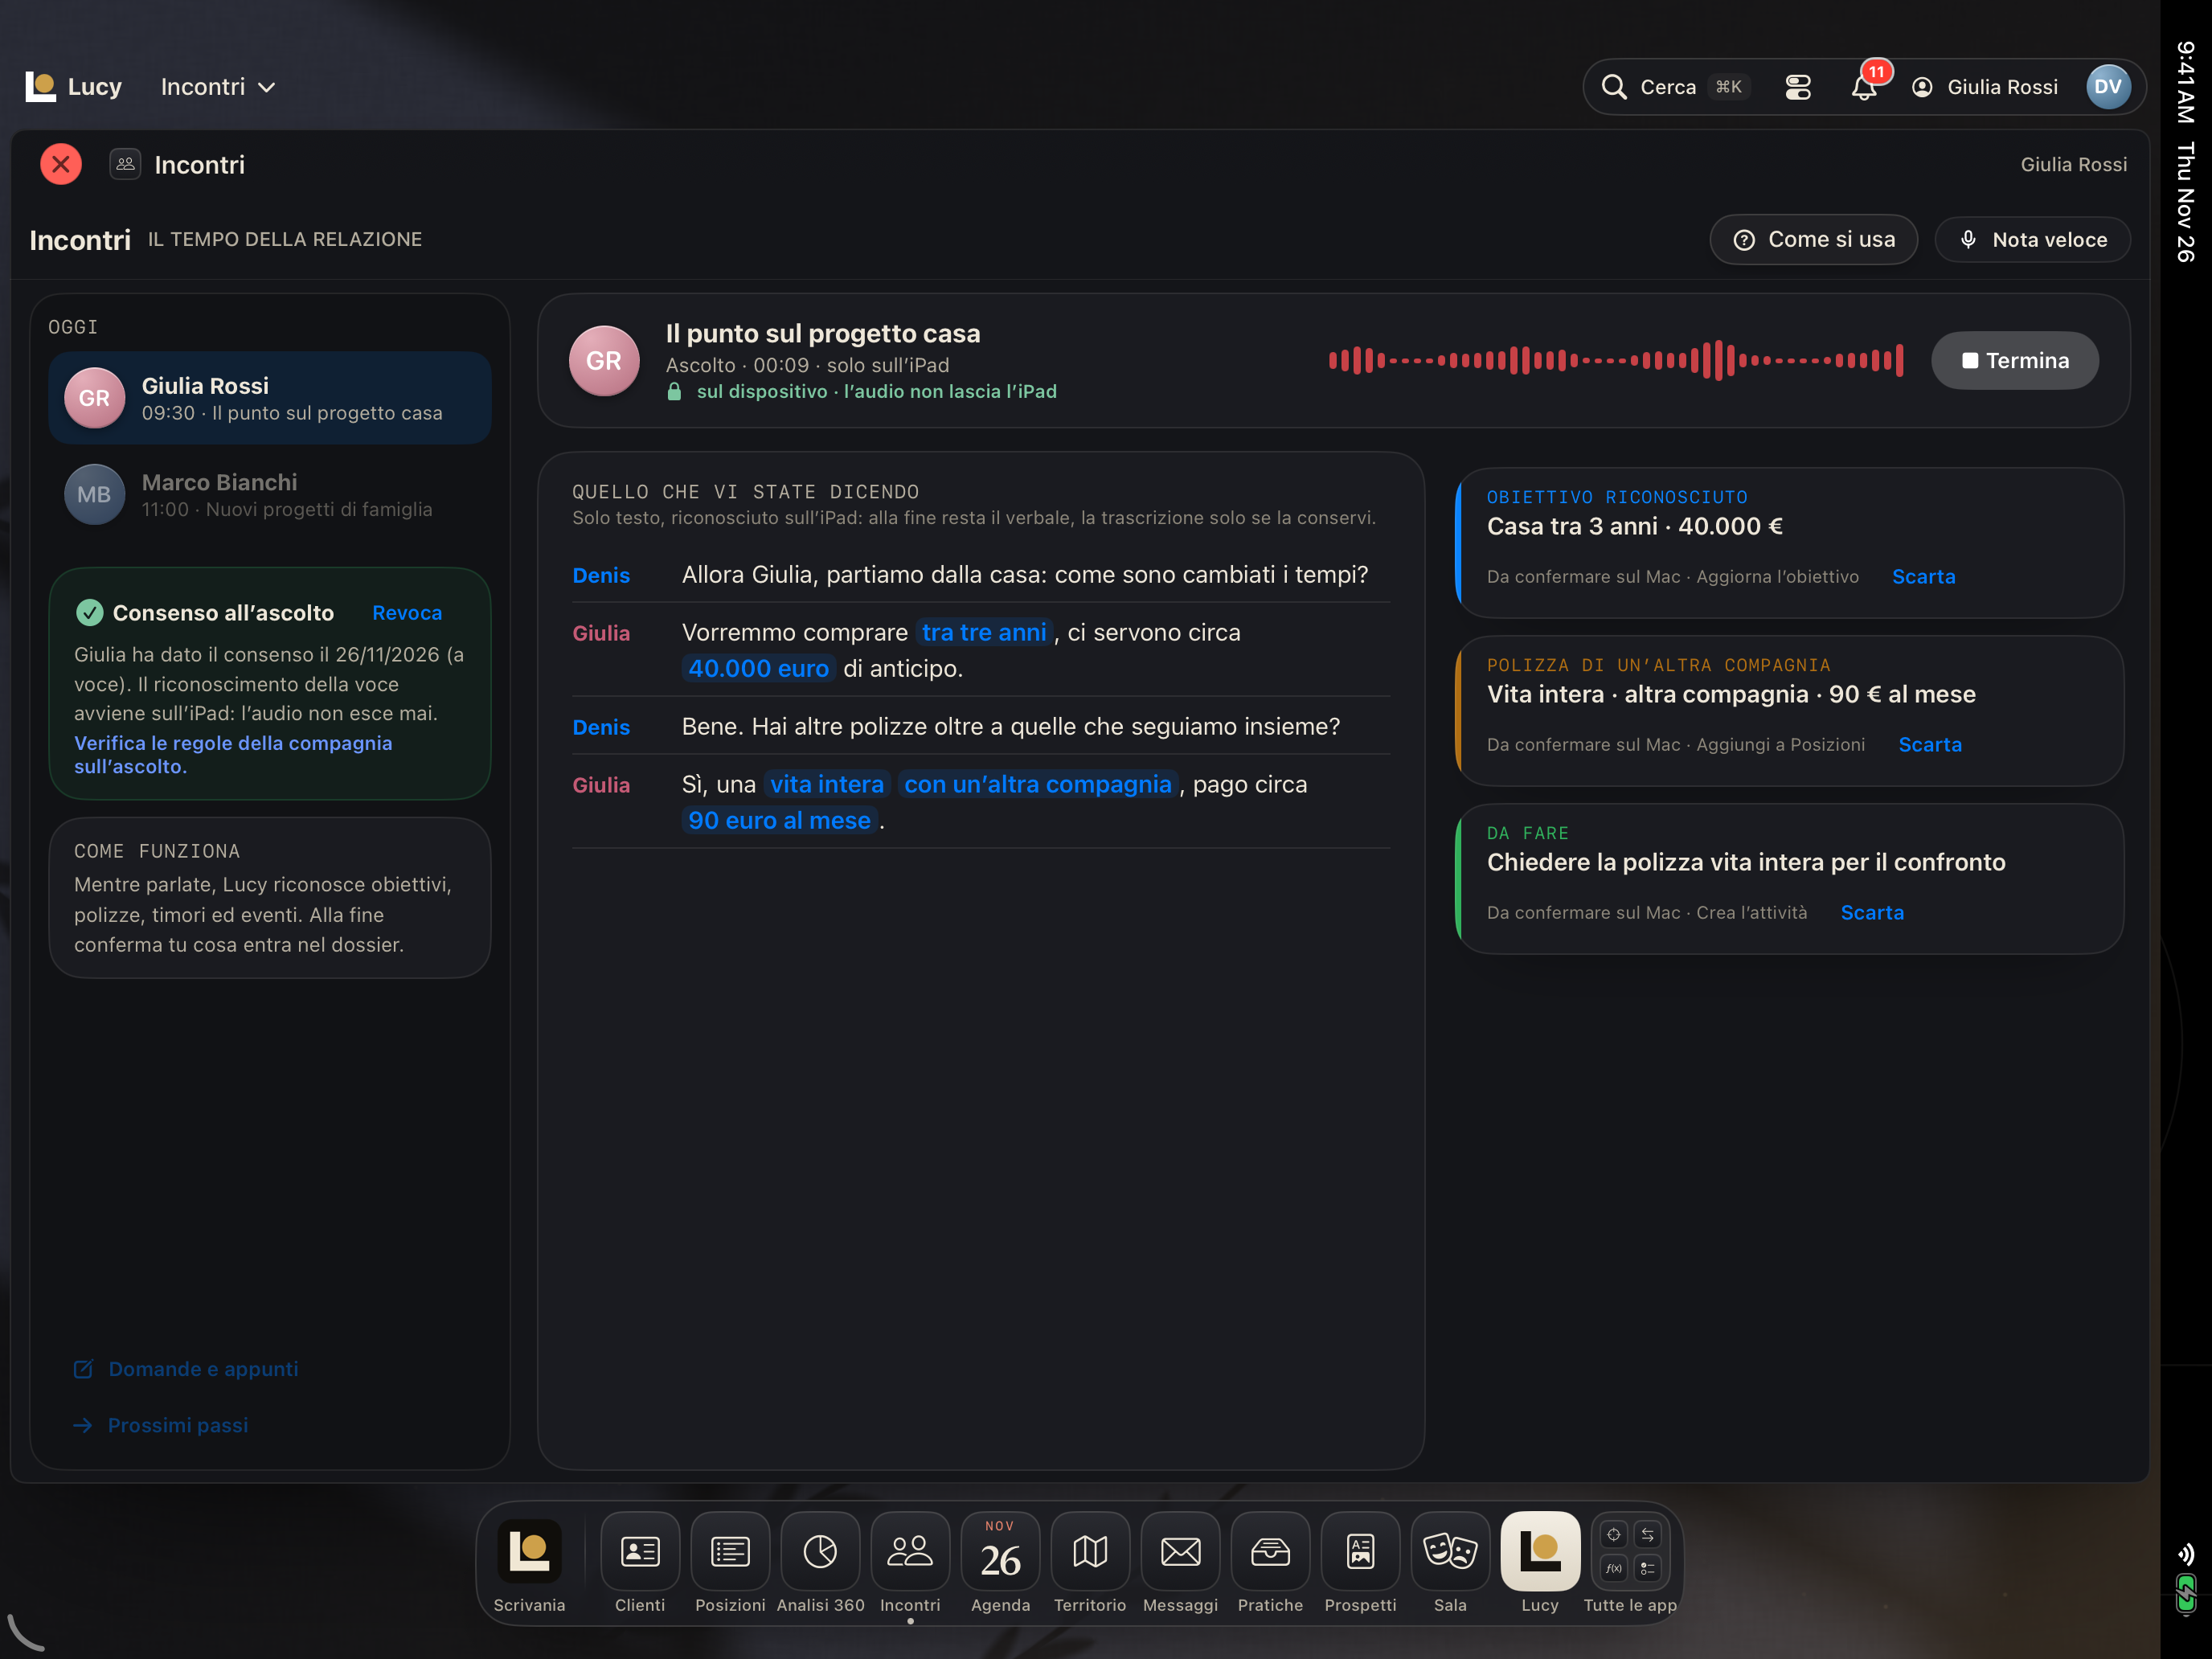 Lucy
Incontri
Cerca ⌘K
11
Giulia Rossi
DV
9:41 AM Thu Nov 26
Incontri
Giulia Rossi
Incontri IL TEMPO DELLA RELAZIONE
Come si usa
Nota veloce
OGGI
GR
Giulia Rossi
09:30 · Il punto sul progetto casa
MB
Marco Bianchi
11:00 · Nuovi progetti di famiglia
Consenso all’ascolto Revoca
Giulia ha dato il consenso il 26/11/2026 (a
voce). Il riconoscimento della voce
avviene sull’iPad: l’audio non esce mai.
Verifica le regole della compagnia
sull’ascolto.
COME FUNZIONA
Mentre parlate, Lucy riconosce obiettivi,
polizze, timori ed eventi. Alla fine
conferma tu cosa entra nel dossier.
Domande e appunti
Prossimi passi
GR
Il punto sul progetto casa
Ascolto · 00:09 · solo sull’iPad
sul dispositivo · l’audio non lascia l’iPad
Termina
QUELLO CHE VI STATE DICENDO
Solo testo, riconosciuto sull’iPad: alla fine resta il verbale, la trascrizione solo se la conservi.
Denis Allora Giulia, partiamo dalla casa: come sono cambiati i tempi?
Giulia Vorremmo comprare tra tre anni , ci servono circa
40.000 euro di anticipo.
Denis Bene. Hai altre polizze oltre a quelle che seguiamo insieme?
Giulia Sì, una vita intera con un’altra compagnia , pago circa
90 euro al mese .
OBIETTIVO RICONOSCIUTO
Casa tra 3 anni · 40.000 €
Da confermare sul Mac · Aggiorna l’obiettivo Scarta
POLIZZA DI UN’ALTRA COMPAGNIA
Vita intera · altra compagnia · 90 € al mese
Da confermare sul Mac · Aggiungi a Posizioni Scarta
DA FARE
Chiedere la polizza vita intera per il confronto
Da confermare sul Mac · Crea l’attività Scarta
NOV
26
f(x)
Scrivania Clienti Posizioni Analisi 360 Incontri Agenda Territorio Messaggi Pratiche Prospetti Sala Lucy Tutte le app